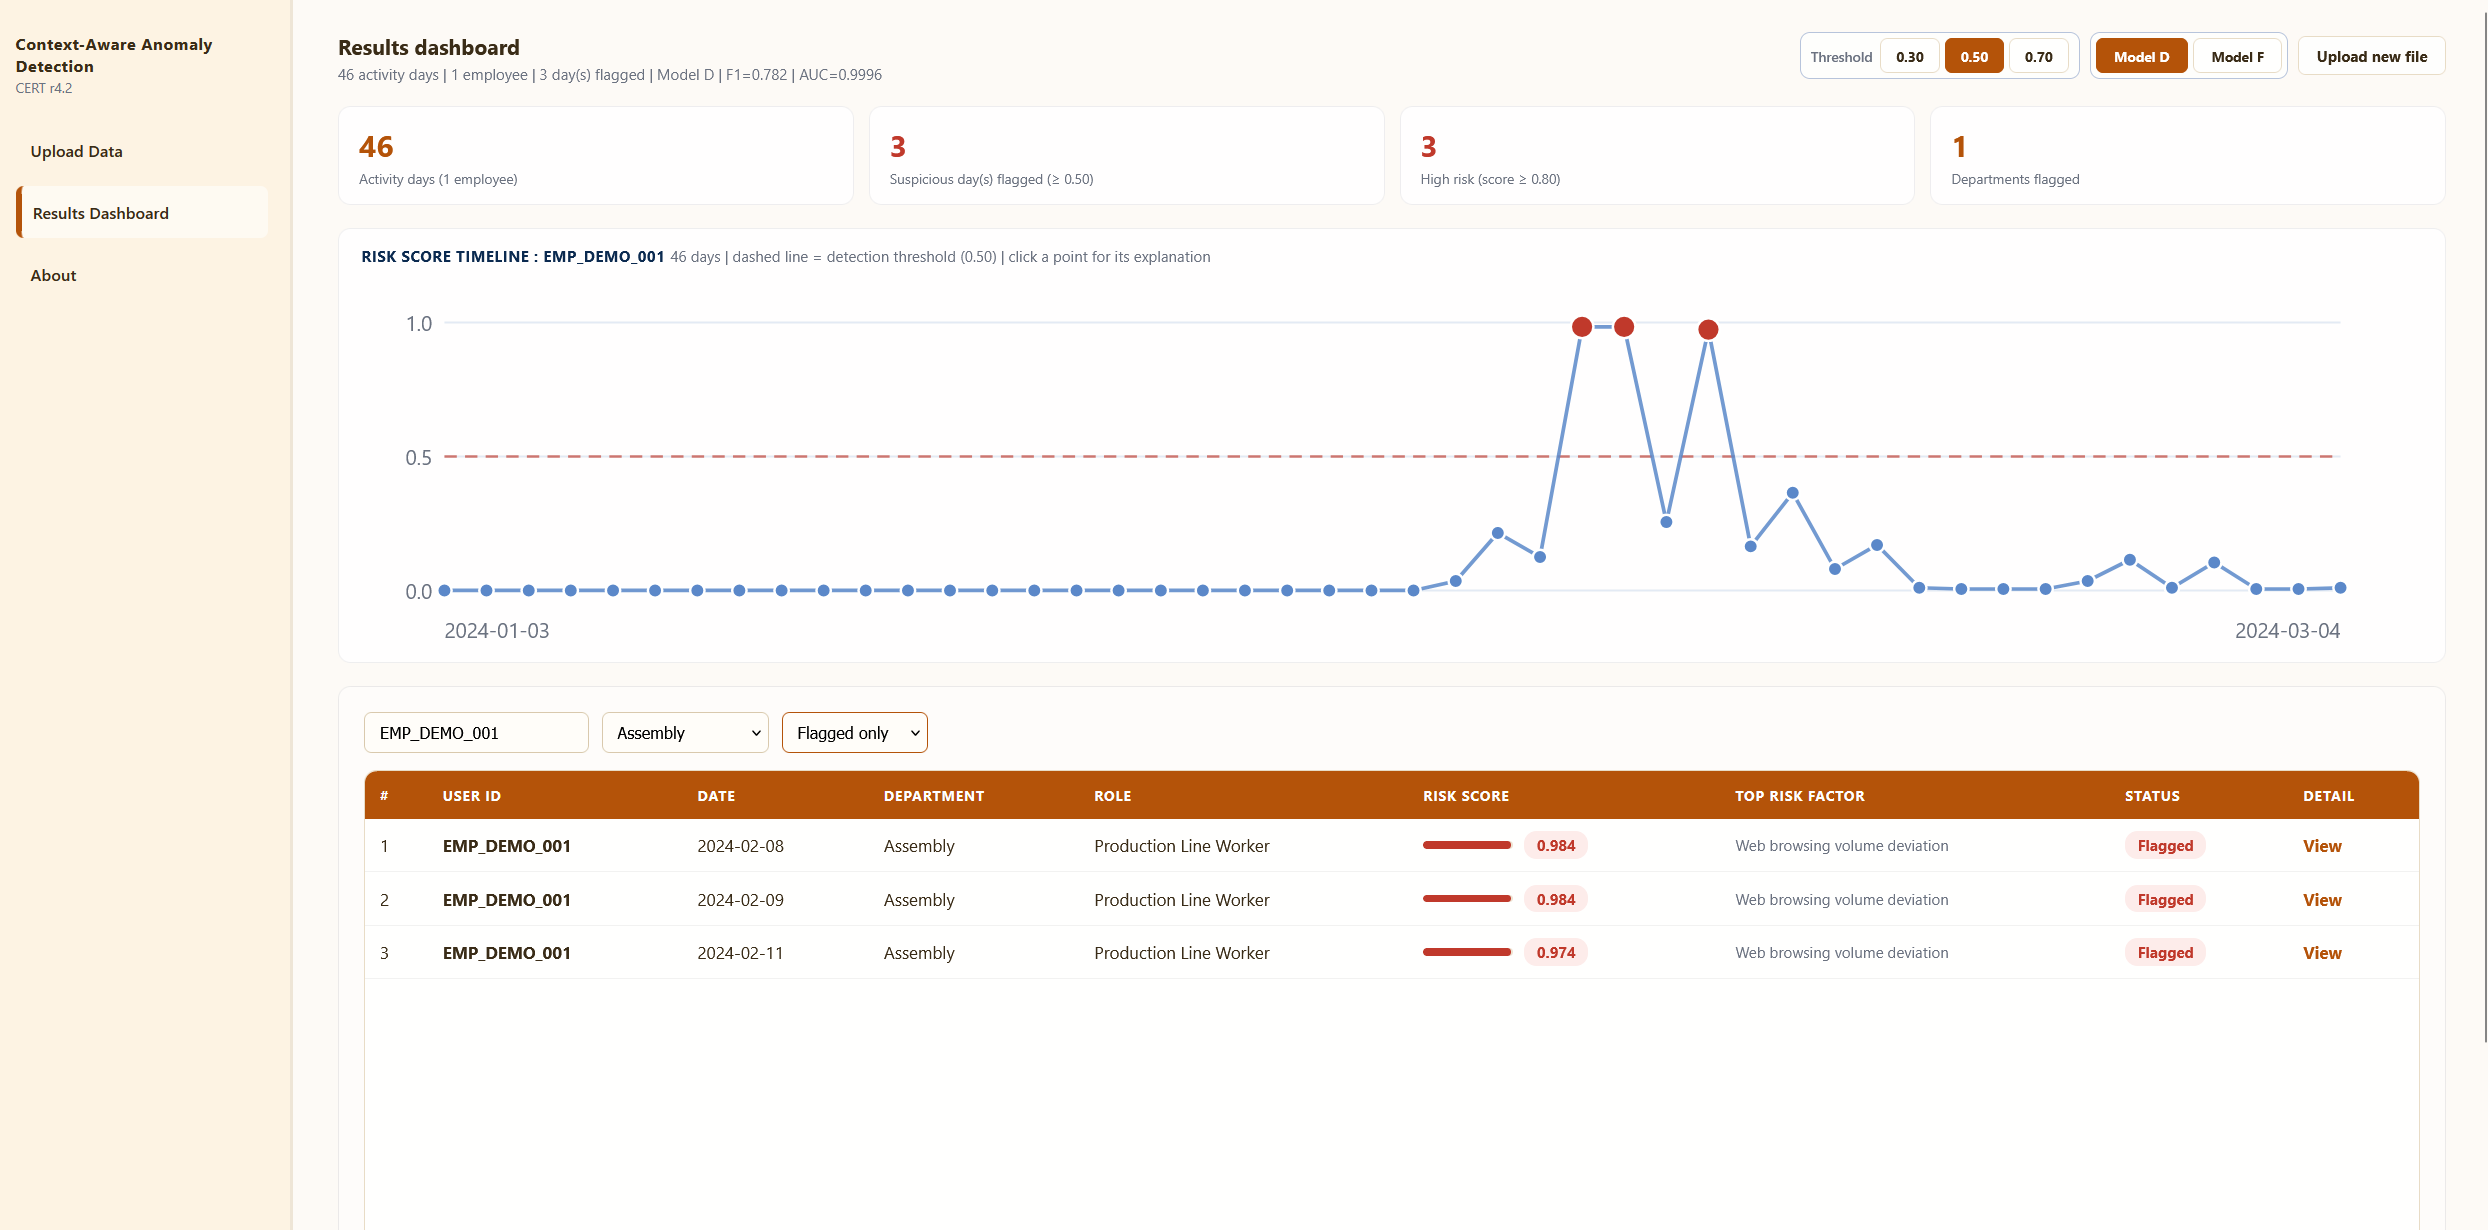 Context-Aware Anomaly
Detection
CERT r4.2
Upload Data
Results Dashboard
About
Results dashboard
46 activity days | 1 employee | 3 day(s) flagged | Model D | F1=0.782 | AUC=0.9996
Threshold 0.30 0.50 0.70 Model D Model F Upload new file
46
Activity days (1 employee)
3
Suspicious day(s) flagged (≥ 0.50)
3
High risk (score ≥ 0.80)
1
Departments flagged
RISK SCORE TIMELINE : EMP_DEMO_001 46 days | dashed line = detection threshold (0.50) | click a point for its explanation
1.0
0.5
0.0
2024-01-03 2024-03-04
EMP_DEMO_001 Assembly Flagged only
# USER ID DATE DEPARTMENT ROLE RISK SCORE TOP RISK FACTOR STATUS DETAIL
1 EMP_DEMO_001 2024-02-08 Assembly Production Line Worker 0.984 Web browsing volume deviation Flagged View
2 EMP_DEMO_001 2024-02-09 Assembly Production Line Worker 0.984 Web browsing volume deviation Flagged View
3 EMP_DEMO_001 2024-02-11 Assembly Production Line Worker 0.974 Web browsing volume deviation Flagged View